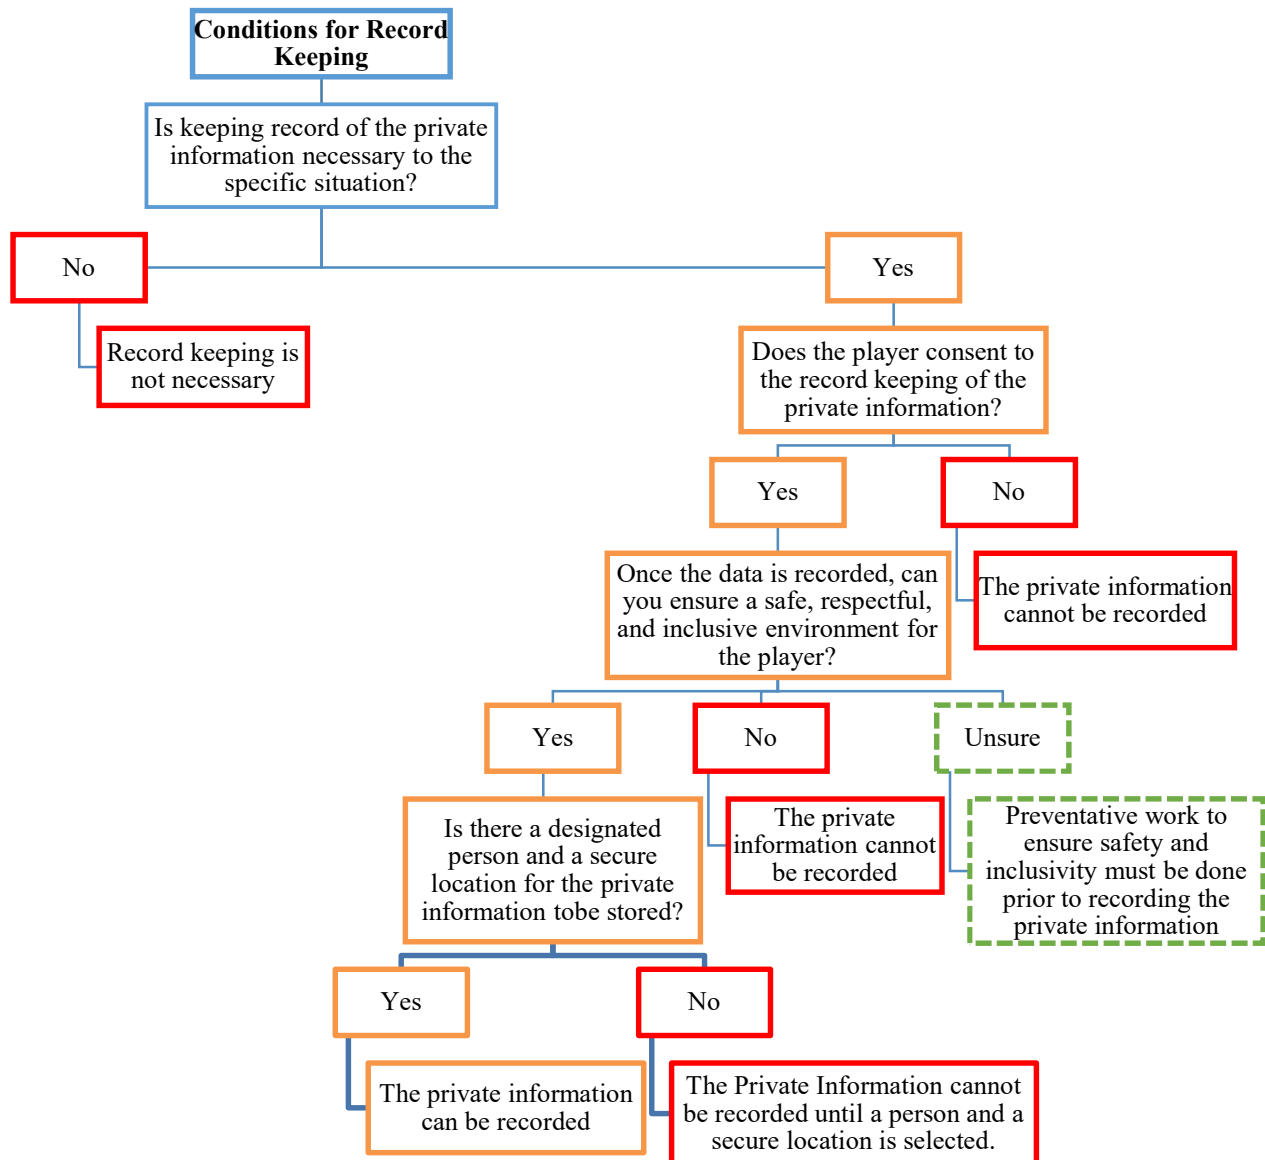 Conditions for Record
Keeping
Is keeping record of the private
information necessary to the
specific situation?
No
Yes
Record keeping is
not necessary
Does the player consent to
the record keeping of the
private information?
Yes
No
Once the data is recorded, can
you ensure a safe, respectful,
and inclusive environment for
the player?
The private information
cannot be recorded
Yes
No
Unsure
Is there a designated
person and a secure
location for the private
information tobe stored?
The private
information cannot
be recorded
Preventative work to
ensure safety and
inclusivity must be done
prior to recording the
private information
Yes
No
The private information
can be recorded
The Private Information cannot
be recorded until a person and a
secure location is selected.